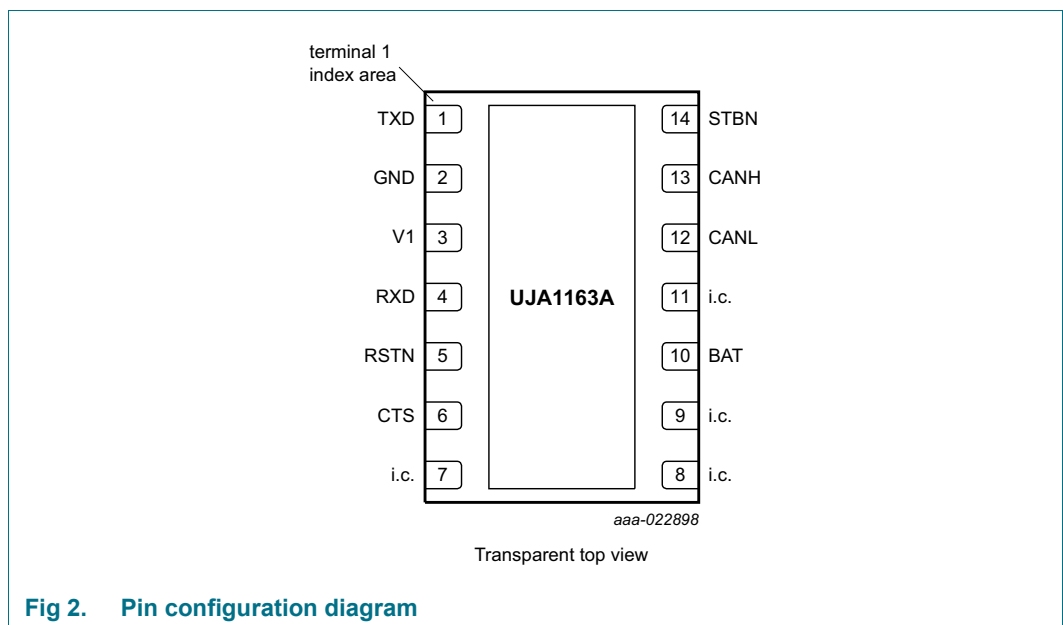 terminal 1
index area
TXD 1 14 STBN
GND 2 13 CANH
V1 3 12 CANL
RXD 4 UJA1163A 11 i.c.
RSTN 5 10 BAT
CTS 6 9 i.c.
i.c. 7 8 i.c.
aaa-022898
Transparent top view
Fig 2. Pin configuration diagram